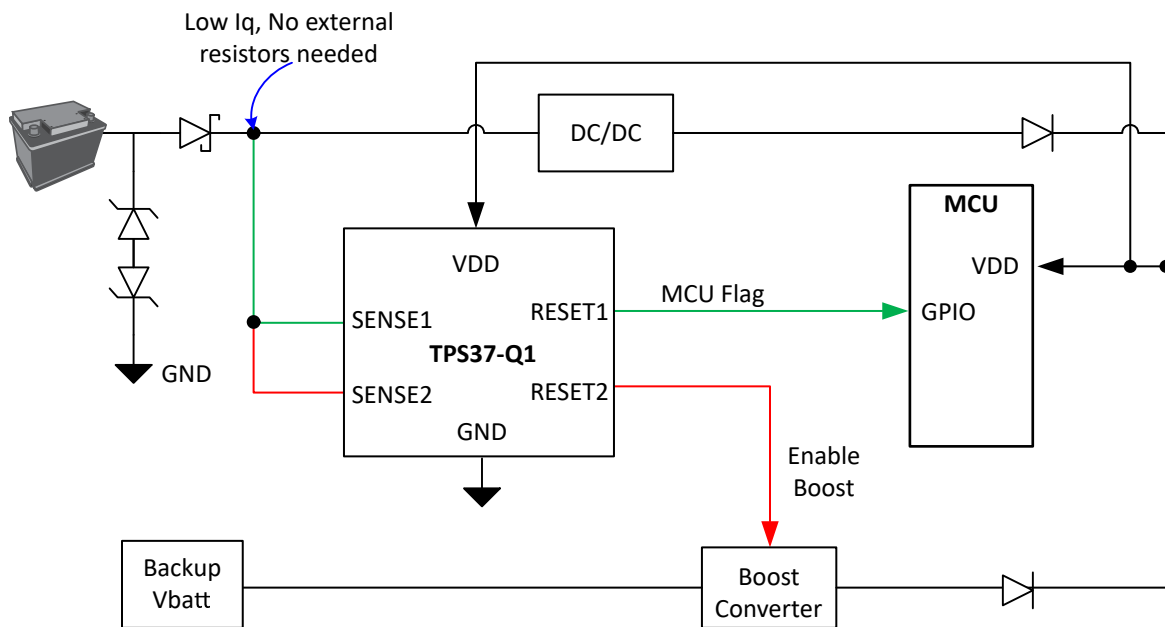 Low Iq, No external
resistors needed
DC/DC
MCU
VDD
VDD
MCU Flag
RESET1
GPIO
SENSE1
TPS37-Q1
GND
SENSE2
RESET2
GND
Enable
Boost
Backup
Vbatt
Boost
Converter